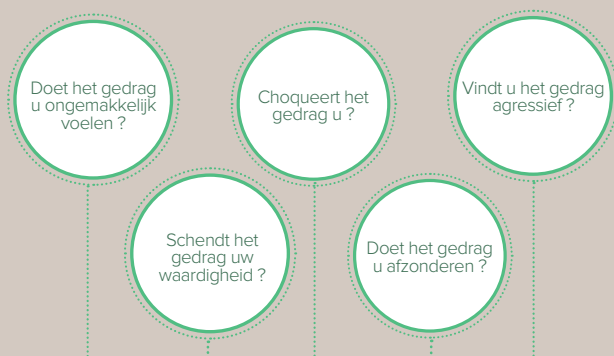 Doet het gedrag
u ongemakkelijk
voelen ?
Choqueert het
gedrag u ?
Vindt u het gedrag
agressief ?
Schendt het
gedrag uw
waardigheid ?
Doet het gedrag
u afzonderen ?